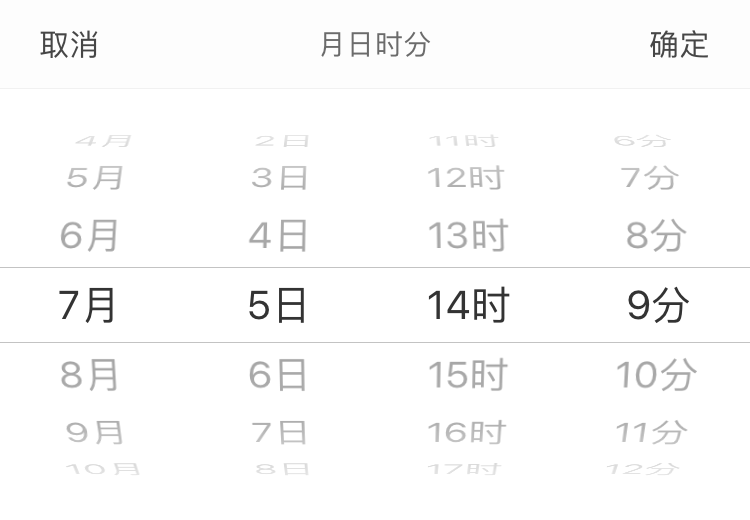 取消 月日时分 确定
4月 2日 11时 6分
5月 3日 12时 7分
6月 4日 13时 8分
7月 5日 14时 9分
8月 6日 15时 10分
9月 7日 16时 11分
10月 8日 17时 12分